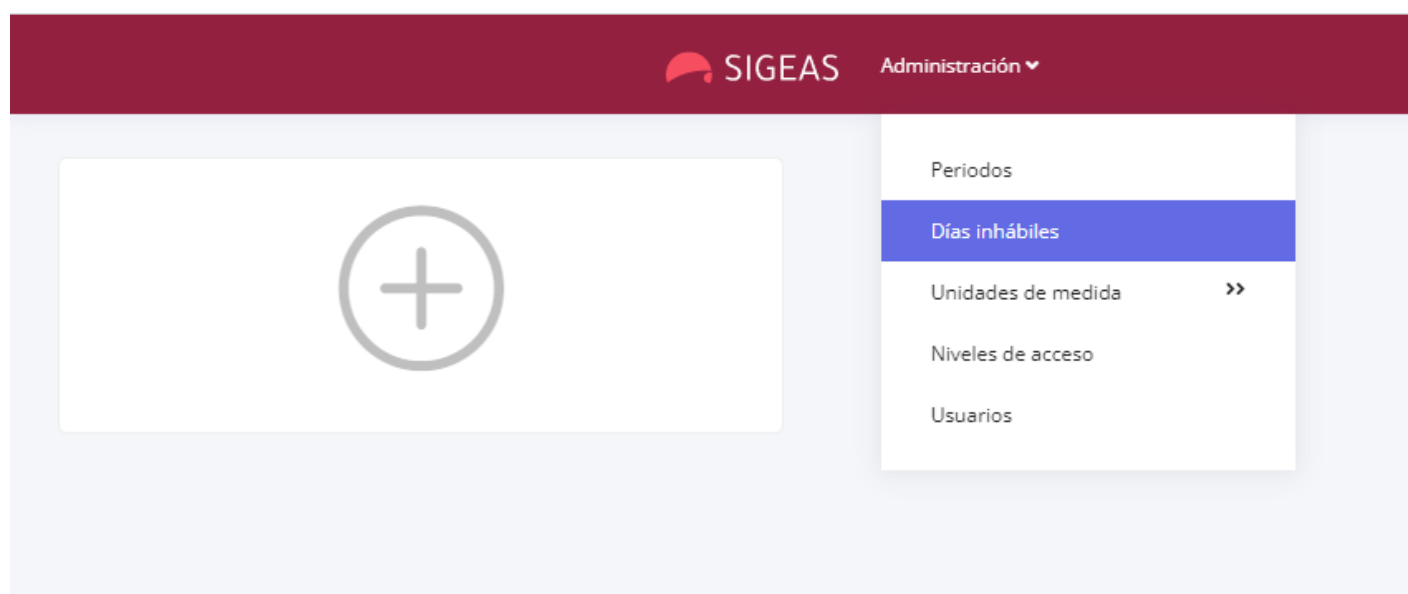 SIGEAS Administración
Periodos
Días inhábiles
Unidades de medida
Niveles de acceso
Usuarios